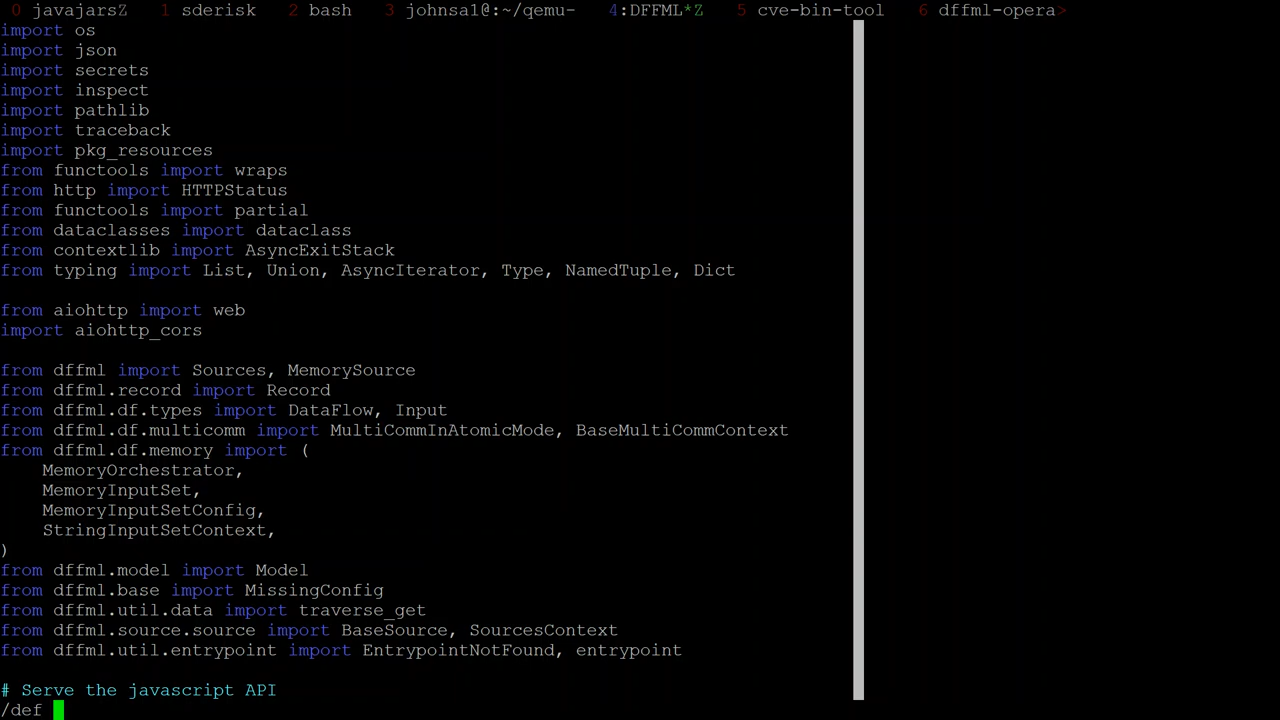 0 javajarsZ  1 sderisk  2 bash  3 johnsa1@:~/qemu-  4:DFFML*Z  5 cve-bin-tool  6 dffml-opera>
import os
import json
import secrets
import inspect
import pathlib
import traceback
import pkg_resources
from functools import wraps
from http import HTTPStatus
from functools import partial
from dataclasses import dataclass
from contextlib import AsyncExitStack
from typing import List, Union, AsyncIterator, Type, NamedTuple, Dict
from aiohttp import web
import aiohttp_cors
from dffml import Sources, MemorySource
from dffml.record import Record
from dffml.df.types import DataFlow, Input
from dffml.df.multicomm import MultiCommInAtomicMode, BaseMultiCommContext
from dffml.df.memory import (
    MemoryOrchestrator,
    MemoryInputSet,
    MemoryInputSetConfig,
    StringInputSetContext,
)
from dffml.model import Model
from dffml.base import MissingConfig
from dffml.util.data import traverse_get
from dffml.source.source import BaseSource, SourcesContext
from dffml.util.entrypoint import EntrypointNotFound, entrypoint
# Serve the javascript API
/def